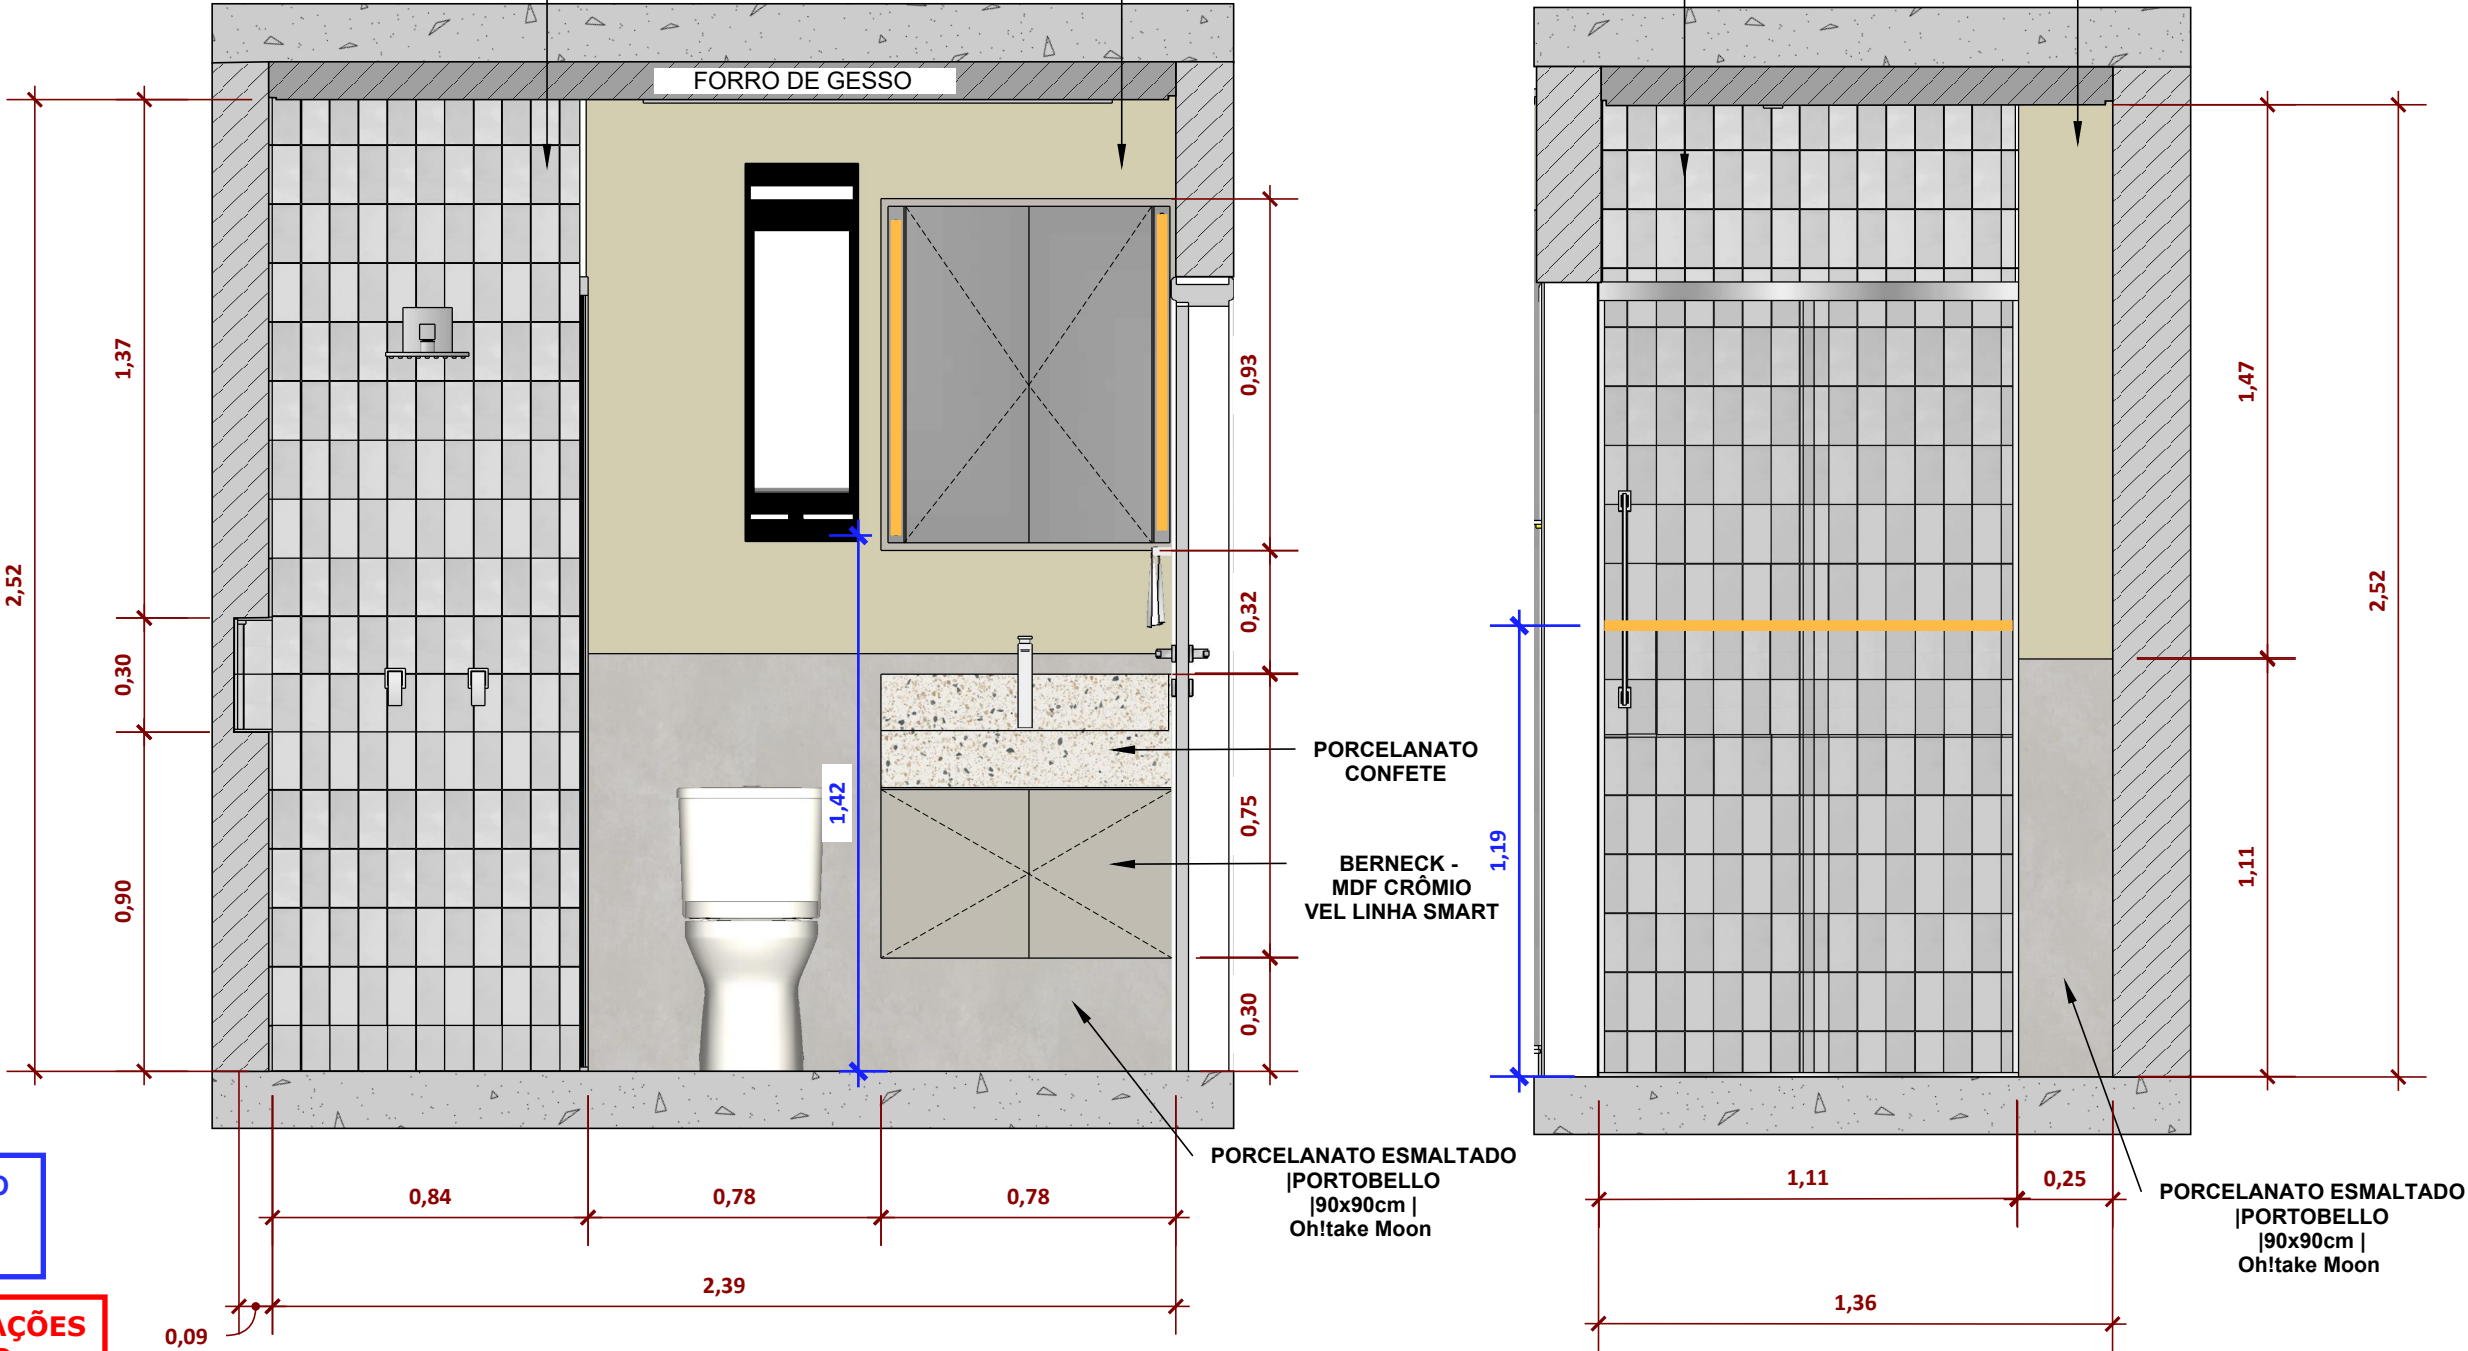 FORRO DE GESSO
2,52
1,37
0,30
0,90
1,42
0,93
0,32
0,75
0,30
PORCELANATO
CONFETE
BERNECK -
MDF CRÔMIO
VEL LINHA SMART
PORCELANATO ESMALTADO
|PORTOBELLO
|90x90cm |
Oh!take Moon
0,84
0,78
0,78
2,39
0,09
1,19
1,47
1,11
2,52
1,11
0,25
1,36
PORCELANATO ESMALTADO
|PORTOBELLO
|90x90cm |
Oh!take Moon
AÇÕES